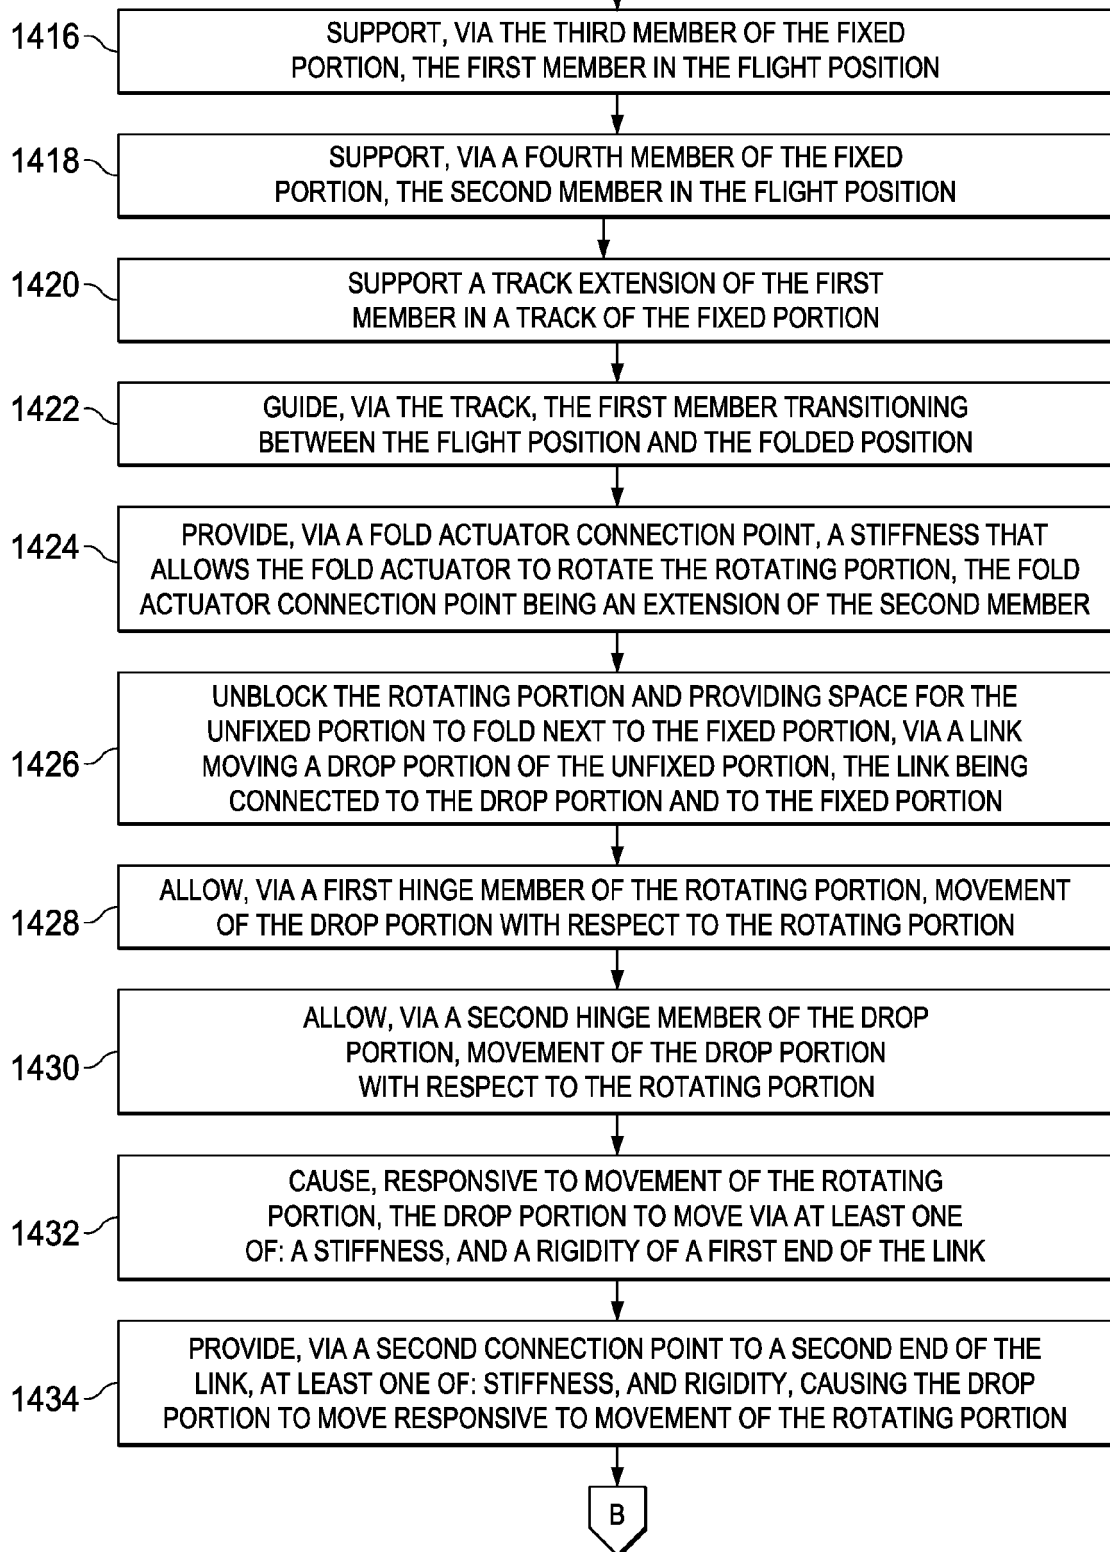 1416
SUPPORT, VIA THE THIRD MEMBER OF THE FIXED
PORTION, THE FIRST MEMBER IN THE FLIGHT POSITION
1418
SUPPORT, VIA A FOURTH MEMBER OF THE FIXED
PORTION, THE SECOND MEMBER IN THE FLIGHT POSITION
1420
SUPPORT A TRACK EXTENSION OF THE FIRST
MEMBER IN A TRACK OF THE FIXED PORTION
1422
GUIDE, VIA THE TRACK, THE FIRST MEMBER TRANSITIONING
BETWEEN THE FLIGHT POSITION AND THE FOLDED POSITION
1424
PROVIDE, VIA A FOLD ACTUATOR CONNECTION POINT, A STIFFNESS THAT
ALLOWS THE FOLD ACTUATOR TO ROTATE THE ROTATING PORTION, THE FOLD
ACTUATOR CONNECTION POINT BEING AN EXTENSION OF THE SECOND MEMBER
1426
UNBLOCK THE ROTATING PORTION AND PROVIDING SPACE FOR THE
UNFIXED PORTION TO FOLD NEXT TO THE FIXED PORTION, VIA A LINK
MOVING A DROP PORTION OF THE UNFIXED PORTION, THE LINK BEING
CONNECTED TO THE DROP PORTION AND TO THE FIXED PORTION
1428
ALLOW, VIA A FIRST HINGE MEMBER OF THE ROTATING PORTION, MOVEMENT
OF THE DROP PORTION WITH RESPECT TO THE ROTATING PORTION
1430
ALLOW, VIA A SECOND HINGE MEMBER OF THE DROP
PORTION, MOVEMENT OF THE DROP PORTION
WITH RESPECT TO THE ROTATING PORTION
1432
CAUSE, RESPONSIVE TO MOVEMENT OF THE ROTATING
PORTION, THE DROP PORTION TO MOVE VIA AT LEAST ONE
OF: A STIFFNESS, AND A RIGIDITY OF A FIRST END OF THE LINK
1434
PROVIDE, VIA A SECOND CONNECTION POINT TO A SECOND END OF THE
LINK, AT LEAST ONE OF: STIFFNESS, AND RIGIDITY, CAUSING THE DROP
PORTION TO MOVE RESPONSIVE TO MOVEMENT OF THE ROTATING PORTION
B